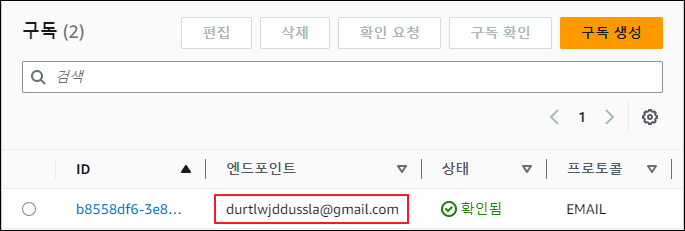 구독 (2)
편집
삭제
확인 요청
구독 확인
구독 생성
검색
1
ID
엔드포인트
상태
프로토콜
b8558df6-3e8...
durtlwjddussla@gmail.com
확인됨
EMAIL